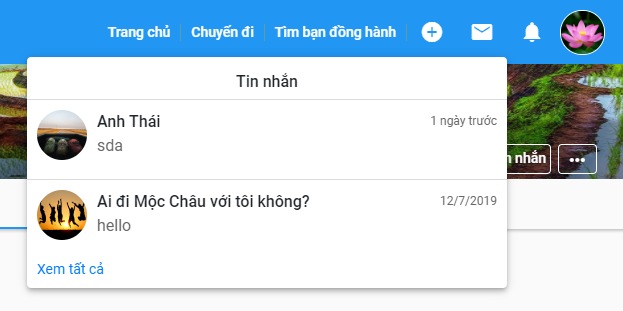 Trang chủ Chuyến đi Tìm bạn đồng hành
Tin nhắn
Anh Thái 1 ngày trước
sda
nhắn
Ai đi Mộc Châu với tôi không? 12/7/2019
hello
Xem tất cả